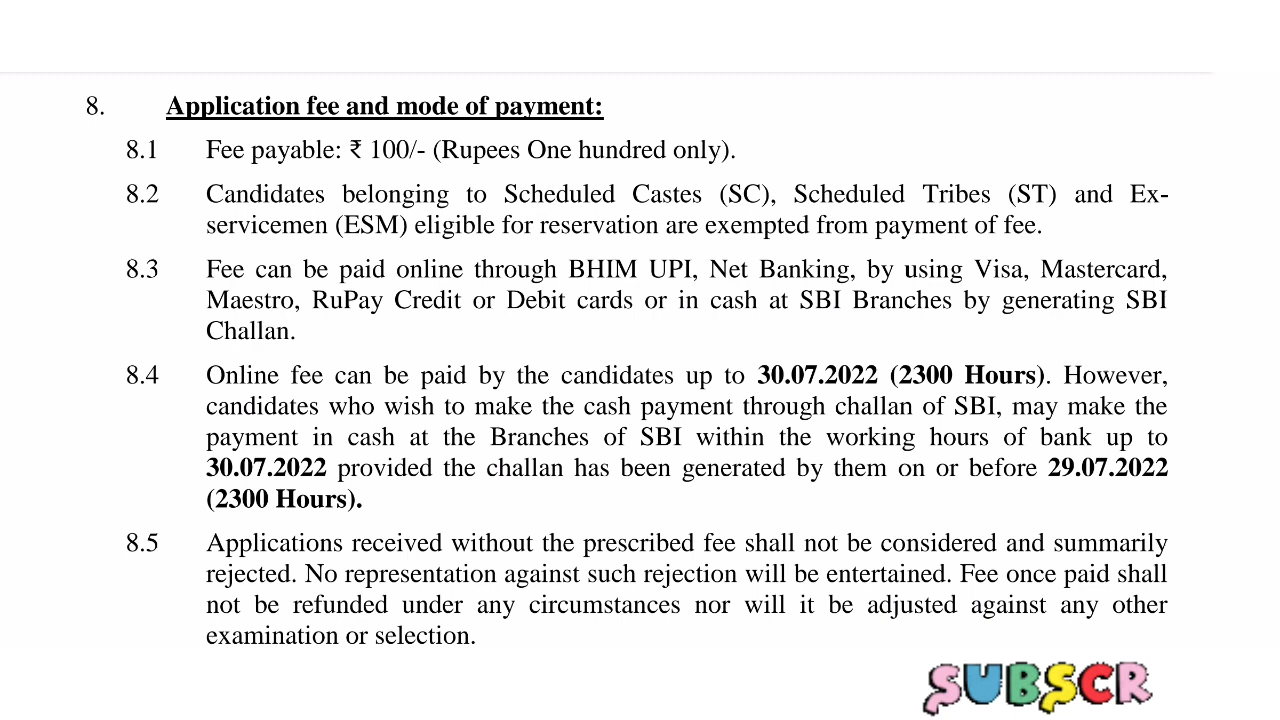 8. Application fee and mode of payment:
8.1 Fee payable: ₹ 100/- (Rupees One hundred only).
8.2 Candidates belonging to Scheduled Castes (SC), Scheduled Tribes (ST) and Ex-
servicemen (ESM) eligible for reservation are exempted from payment of fee.
8.3 Fee can be paid online through BHIM UPI, Net Banking, by using Visa, Mastercard,
Maestro, RuPay Credit or Debit cards or in cash at SBI Branches by generating SBI
Challan.
8.4 Online fee can be paid by the candidates up to 30.07.2022 (2300 Hours). However,
candidates who wish to make the cash payment through challan of SBI, may make the
payment in cash at the Branches of SBI within the working hours of bank up to
30.07.2022 provided the challan has been generated by them on or before 29.07.2022
(2300 Hours).
8.5 Applications received without the prescribed fee shall not be considered and summarily
rejected. No representation against such rejection will be entertained. Fee once paid shall
not be refunded under any circumstances nor will it be adjusted against any other
examination or selection.
SUBSCR